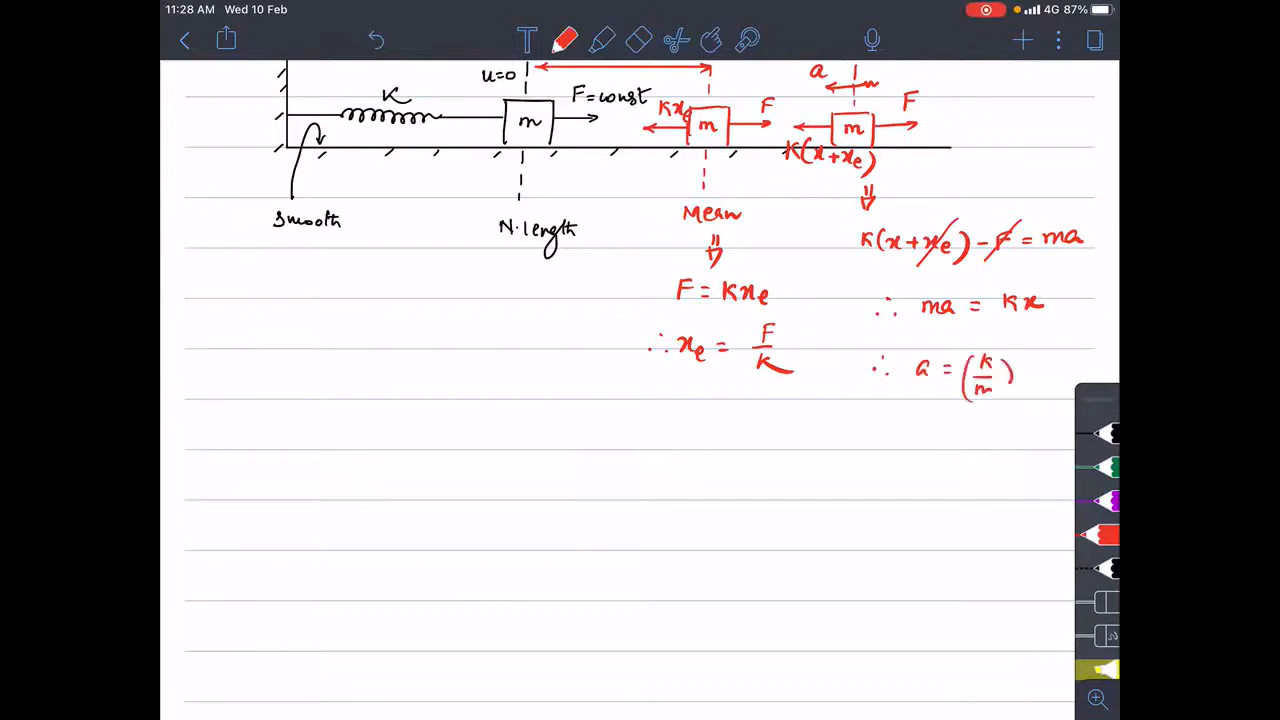 11:28 AM Wed 10 Feb
4G 87%
u=0
K
F=const
m
Kxe
m
F
a
x
F
m
K(x+xe)
Smooth
N.length
Mean
⇓
F = Kxe
∴ xe = F/K
⇓
K(x+xe) - F = ma
∴ ma = Kx
∴ a = (K/m)